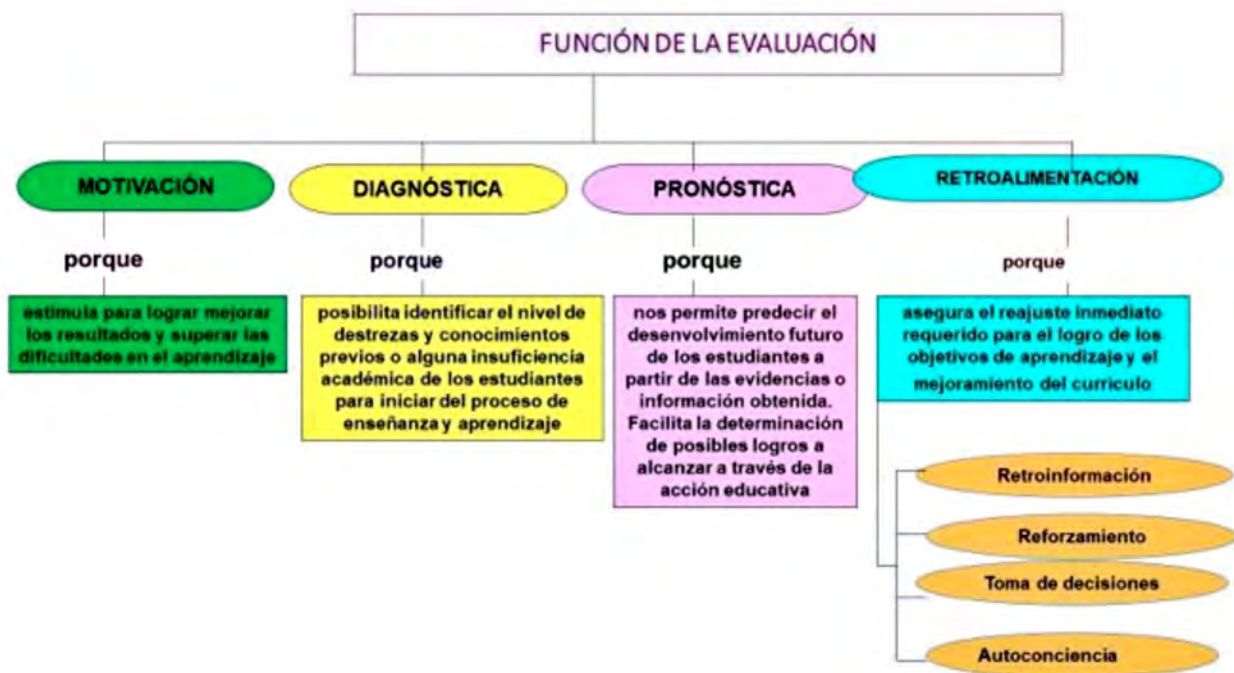 FUNCIÓN DE LA EVALUACIÓN
MOTIVACIÓN
DIAGNÓSTICA
PRONÓSTICA
RETROALIMENTACIÓN
porque
porque
porque
porque
estimula para lograr mejorar
los resultados y superar las
dificultades en el aprendizaje
posibilita identificar el nivel de
destrezas y conocimientos
previos o alguna insuficiencia
académica de los estudiantes
para iniciar del proceso de
enseñanza y aprendizaje
nos permite predecir el
desenvolvimiento futuro
de los estudiantes a
partir de las evidencias o
información obtenida.
Facilita la determinación
de posibles logros a
alcanzar a través de la
acción educativa
asegura el reajuste inmediato
requerido para el logro de los
objetivos de aprendizaje y el
mejoramiento del currículo
Retroinformación
Reforzamiento
Toma de decisiones
Autoconciencia